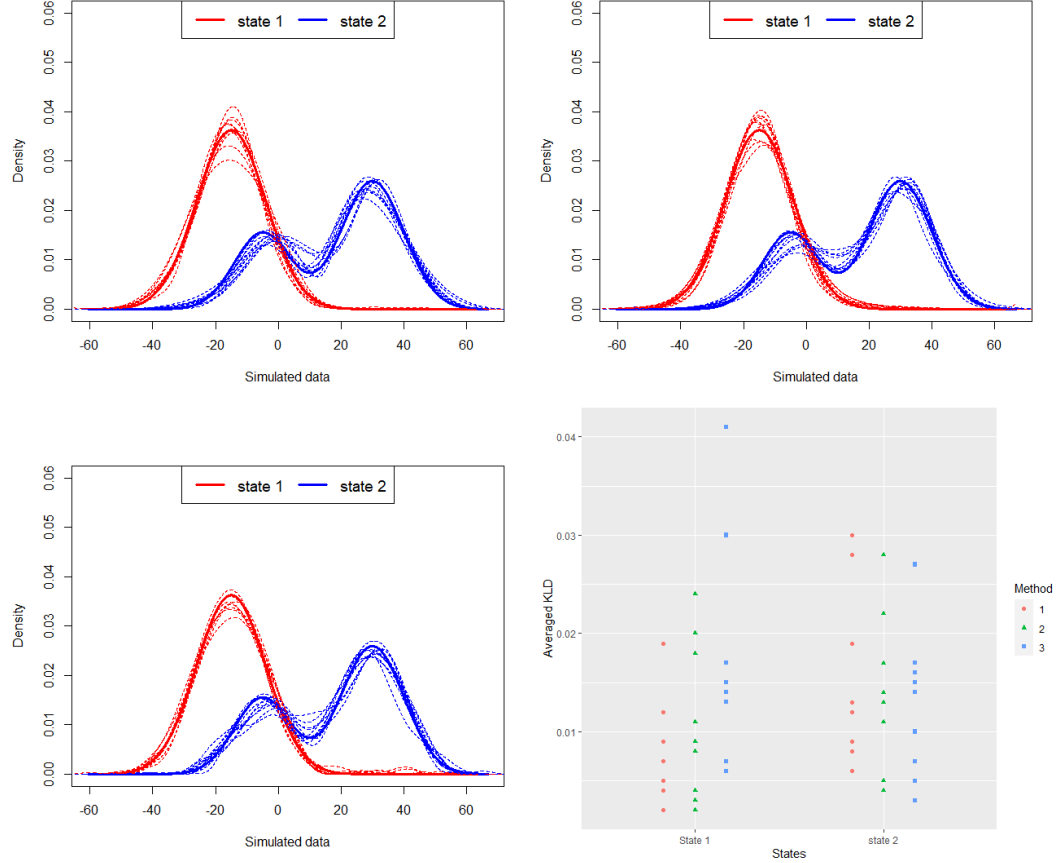 state 1 state 2
0.06
0.05
0.04
0.03
0.02
0.01
0.00
Density
-60 -40 -20 0 20 40 60
Simulated data
state 1 state 2
0.06
0.05
0.04
0.03
0.02
0.01
0.00
Density
-60 -40 -20 0 20 40 60
Simulated data
state 1 state 2
0.06
0.05
0.04
0.03
0.02
0.01
0.00
Density
-60 -40 -20 0 20 40 60
Simulated data
0.04
0.03
0.02
0.01
Averaged KLD
State 1 state 2
States
Method
1
2
3